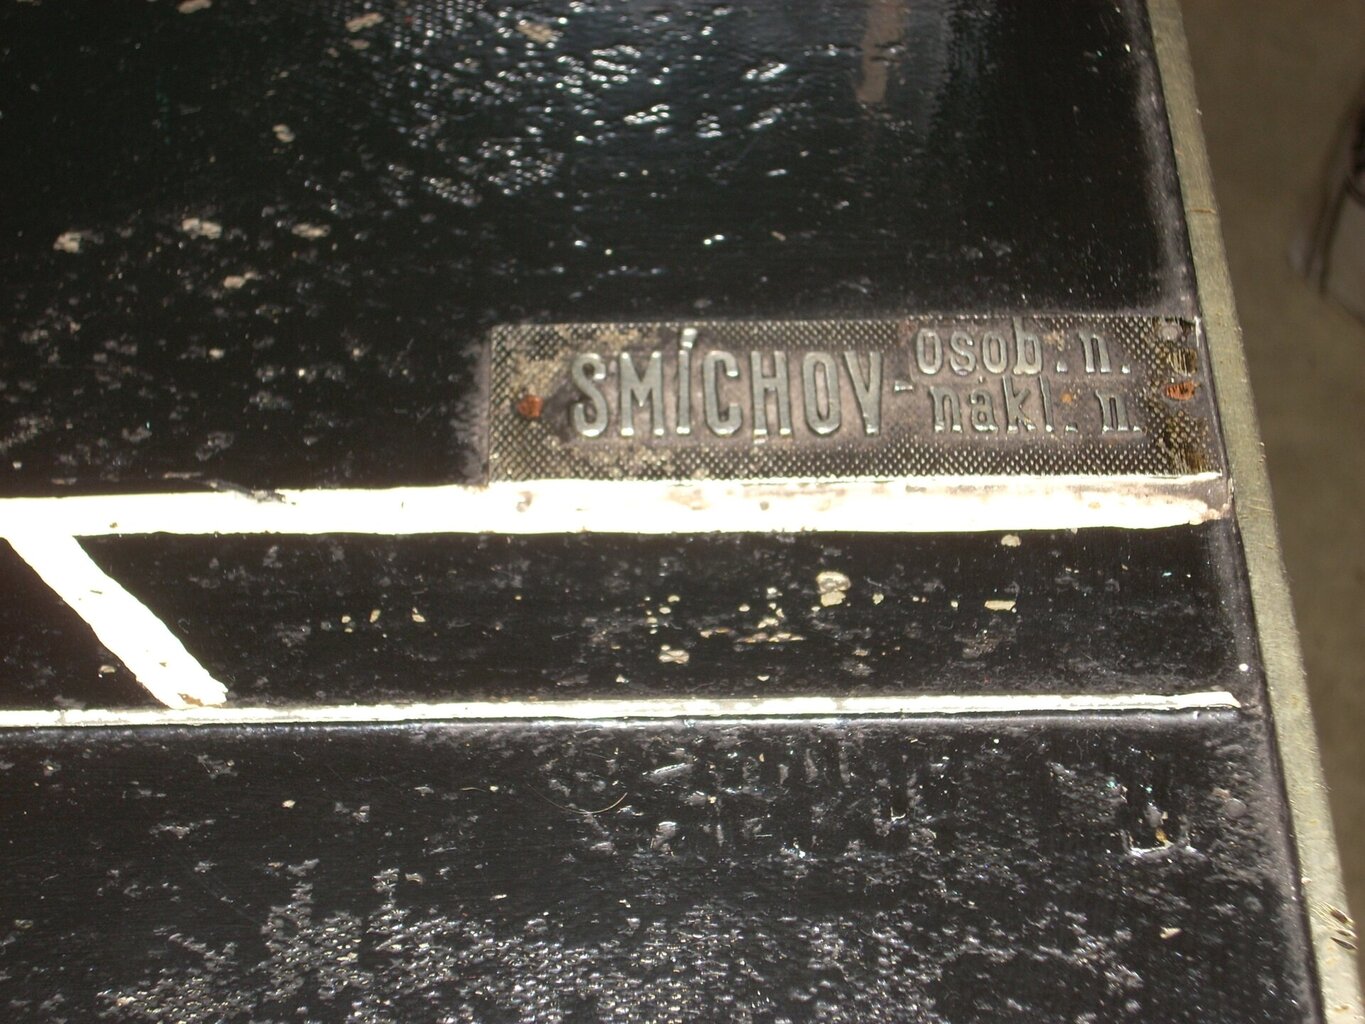 SMÍCHOV- osob. n.
nákl. n.